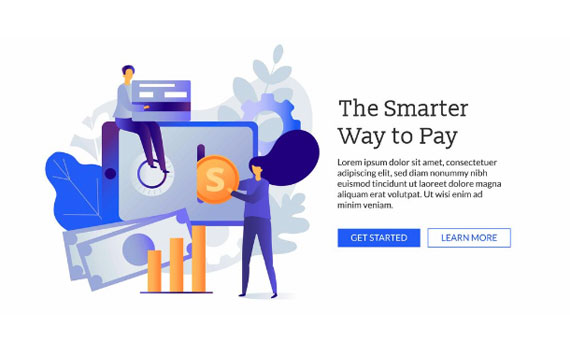 The Smarter
Way to Pay
Lorem ipsum dolor sit amet, consectetuer
adipiscing elit, sed diam nonummy nibh
euismod tincidunt ut laoreet dolore magna
aliquam erat volutpat. Ut wisi enim ad
minim veniam.
GET STARTED
LEARN MORE
S